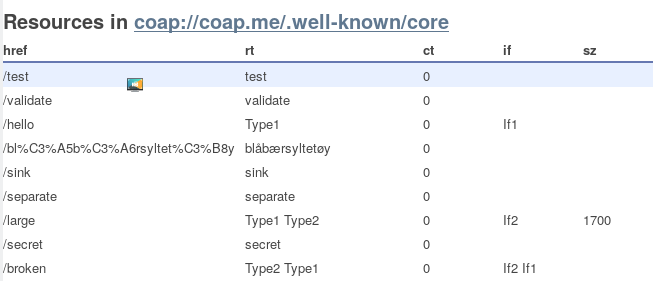 Resources in coap://coap.me/.well-known/core
href rt ct if sz
/test test 0
/validate validate 0
/hello Type1 0 If1
/bl%C3%A5b%C3%A6rsyltet%C3%B8y blåbærsyltetøy 0
/sink sink 0
/separate separate 0
/large Type1 Type2 0 If2 1700
/secret secret 0
/broken Type2 Type1 0 If2 If1